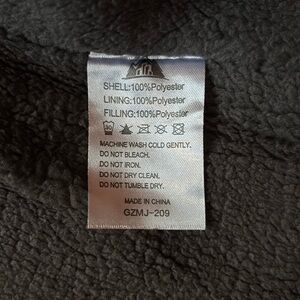 SHELL:100%Polyester
LINING:100%Polyester
FILLING:100%Polyester
MACHINE WASH COLD GENTLY.
DO NOT BLEACH.
DO NOT IRON.
DO NOT DRY CLEAN.
DO NOT TUMBLE DRY.
MADE IN CHINA
GZMJ-209